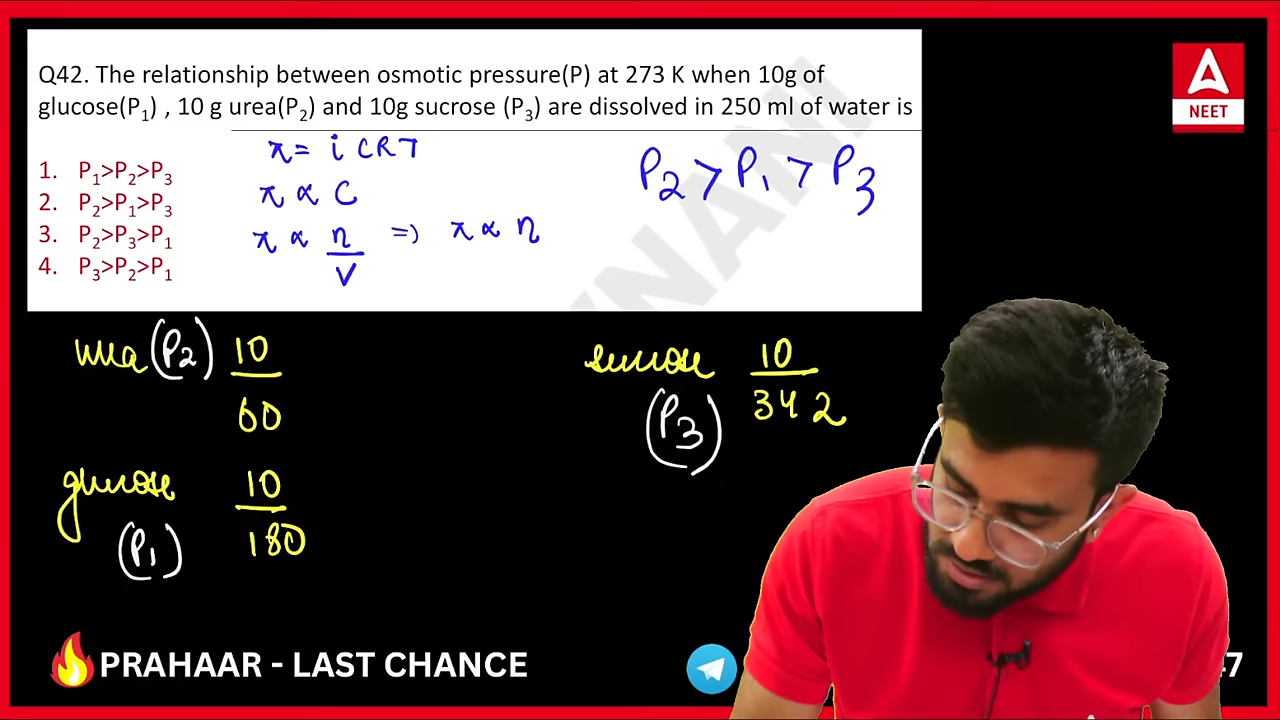 Q42. The relationship between osmotic pressure(P) at 273 K when 10g of
glucose(P₁) , 10 g urea(P₂) and 10g sucrose (P₃) are dissolved in 250 ml of water is
1. P₁>P₂>P₃
2. P₂>P₁>P₃
3. P₂>P₃>P₁
4. P₃>P₂>P₁
π = i CRT
π ∝ C
π ∝ n/V => π ∝ n
P₂ > P₁ > P₃
urea (P₂) 10/60
glucose (P₁) 10/180
sucrose (P₃) 10/342
A
NEET
PRAHAAR - LAST CHANCE